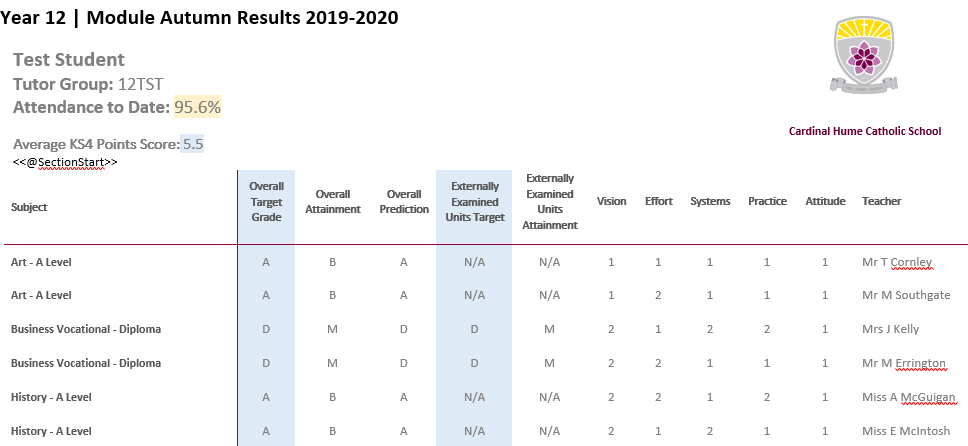 Year 12 | Module Autumn Results 2019-2020
Test Student
Tutor Group: 12TST
Attendance to Date: 95.6%
Average KS4 Points Score: 5.5
<<@SectionStart>>
Cardinal Hume Catholic School
Subject Overall Target Grade Overall Attainment Overall Prediction Externally Examined Units Target Externally Examined Units Attainment Vision Effort Systems Practice Attitude Teacher
Art - A Level A B A N/A N/A 1 1 1 1 1 Mr T Cornley
Art - A Level A B A N/A N/A 1 2 1 1 1 Mr M Southgate
Business Vocational - Diploma D M D D M 2 1 2 2 1 Mrs J Kelly
Business Vocational - Diploma D M D D M 2 2 1 1 1 Mr M Errington
History - A Level A B A N/A N/A 2 2 1 2 1 Miss A McGuigan
History - A Level A B A N/A N/A 2 1 2 1 1 Miss E McIntosh